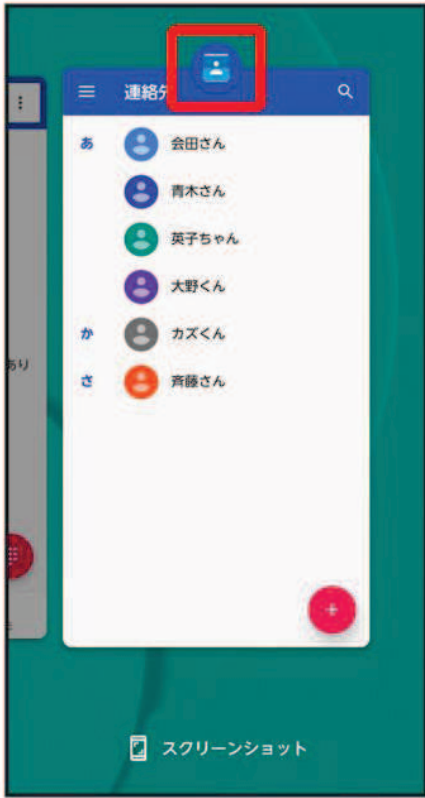 連絡先
あ 会田さん
青木さん
英子ちゃん
大野くん
か カズくん
さ 斉藤さん
あり
スクリーンショット